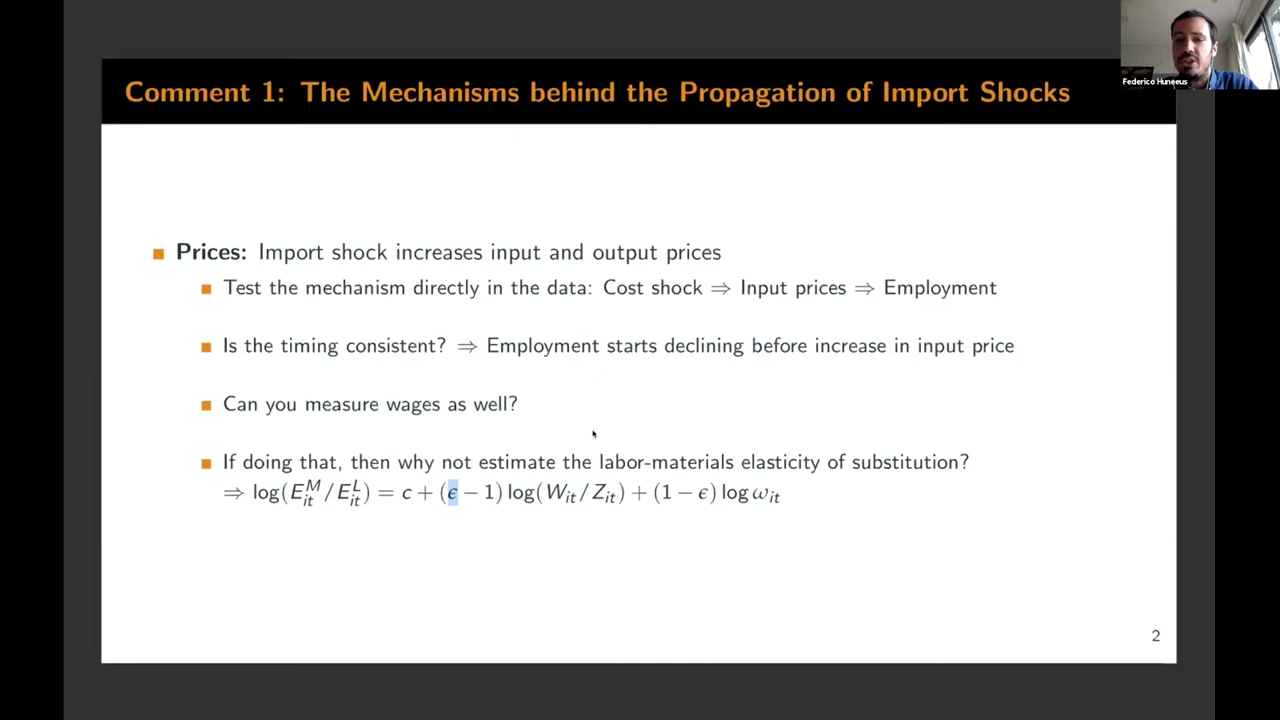 Federico Huneeus
Comment 1: The Mechanisms behind the Propagation of Import Shocks
Prices: Import shock increases input and output prices
Test the mechanism directly in the data: Cost shock ⇒ Input prices ⇒ Employment
Is the timing consistent? ⇒ Employment starts declining before increase in input price
Can you measure wages as well?
If doing that, then why not estimate the labor-materials elasticity of substitution?
⇒ log(E^M_it/E^L_it) = c + (ϵ − 1) log(W_it/Z_it) + (1 − ϵ) log ω_it
2